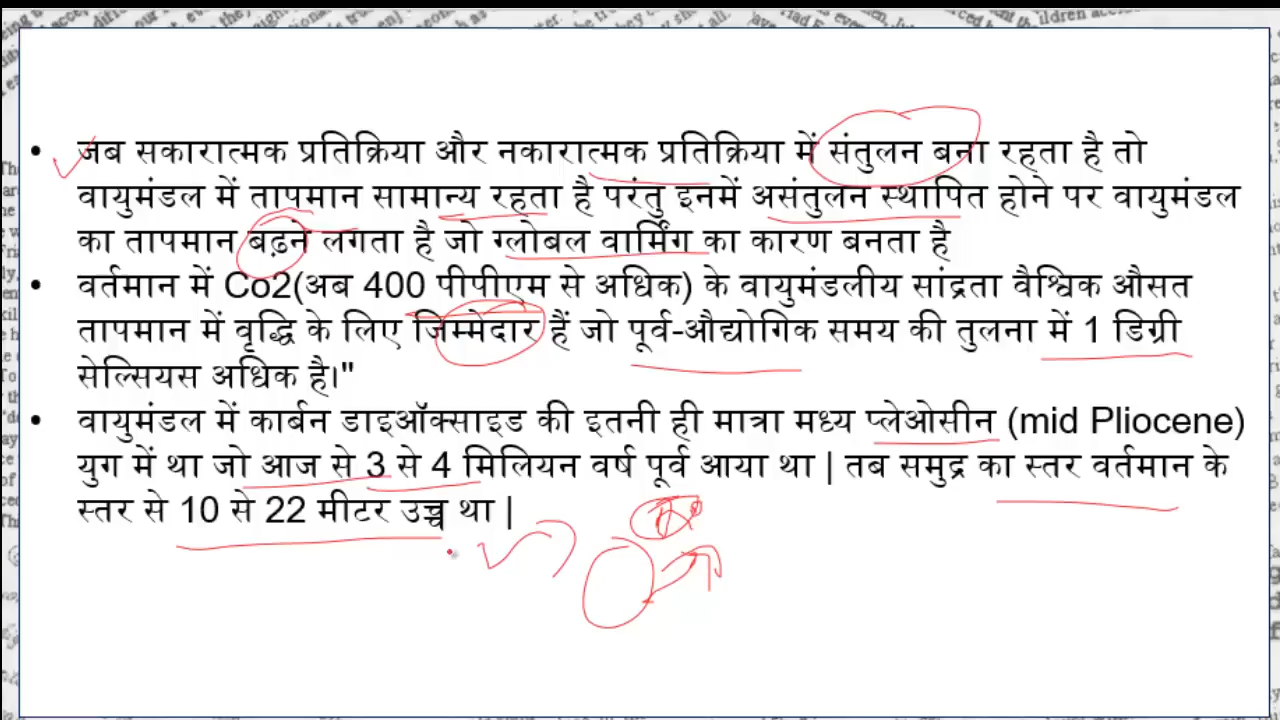 • जब सकारात्मक प्रतिक्रिया और नकारात्मक प्रतिक्रिया में संतुलन बना रहता है तो
वायुमंडल में तापमान सामान्य रहता है परंतु इनमें असंतुलन स्थापित होने पर वायुमंडल
का तापमान बढ़ने लगता है जो ग्लोबल वार्मिंग का कारण बनता है
• वर्तमान में Co2(अब 400 पीपीएम से अधिक) के वायुमंडलीय सांद्रता वैश्विक औसत
तापमान में वृद्धि के लिए जिम्मेदार हैं जो पूर्व-औद्योगिक समय की तुलना में 1 डिग्री
सेल्सियस अधिक है।"
• वायुमंडल में कार्बन डाइऑक्साइड की इतनी ही मात्रा मध्य प्लेओसीन (mid Pliocene)
युग में था जो आज से 3 से 4 मिलियन वर्ष पूर्व आया था | तब समुद्र का स्तर वर्तमान के
स्तर से 10 से 22 मीटर उच्च था |